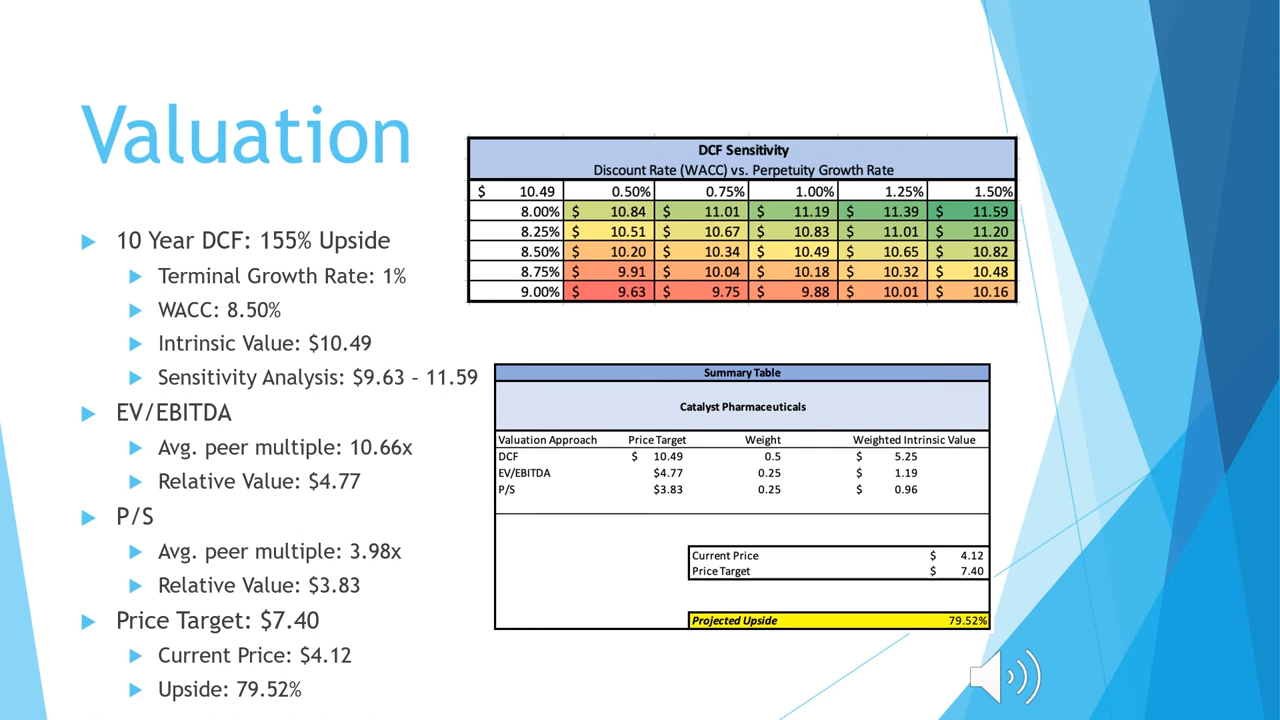 Valuation
10 Year DCF: 155% Upside
Terminal Growth Rate: 1%
WACC: 8.50%
Intrinsic Value: $10.49
Sensitivity Analysis: $9.63 – 11.59
EV/EBITDA
Avg. peer multiple: 10.66x
Relative Value: $4.77
P/S
Avg. peer multiple: 3.98x
Relative Value: $3.83
Price Target: $7.40
Current Price: $4.12
Upside: 79.52%
DCF Sensitivity
Discount Rate (WACC) vs. Perpetuity Growth Rate
$ 10.49 0.50% 0.75% 1.00% 1.25% 1.50%
8.00% $ 10.84 $ 11.01 $ 11.19 $ 11.39 $ 11.59
8.25% $ 10.51 $ 10.67 $ 10.83 $ 11.01 $ 11.20
8.50% $ 10.20 $ 10.34 $ 10.49 $ 10.65 $ 10.82
8.75% $ 9.91 $ 10.04 $ 10.18 $ 10.32 $ 10.48
9.00% $ 9.63 $ 9.75 $ 9.88 $ 10.01 $ 10.16
Summary Table
Catalyst Pharmaceuticals
Valuation Approach Price Target Weight Weighted Intrinsic Value
DCF $ 10.49 0.5 $ 5.25
EV/EBITDA $4.77 0.25 $ 1.19
P/S $3.83 0.25 $ 0.96
Current Price $ 4.12
Price Target $ 7.40
Projected Upside 79.52%